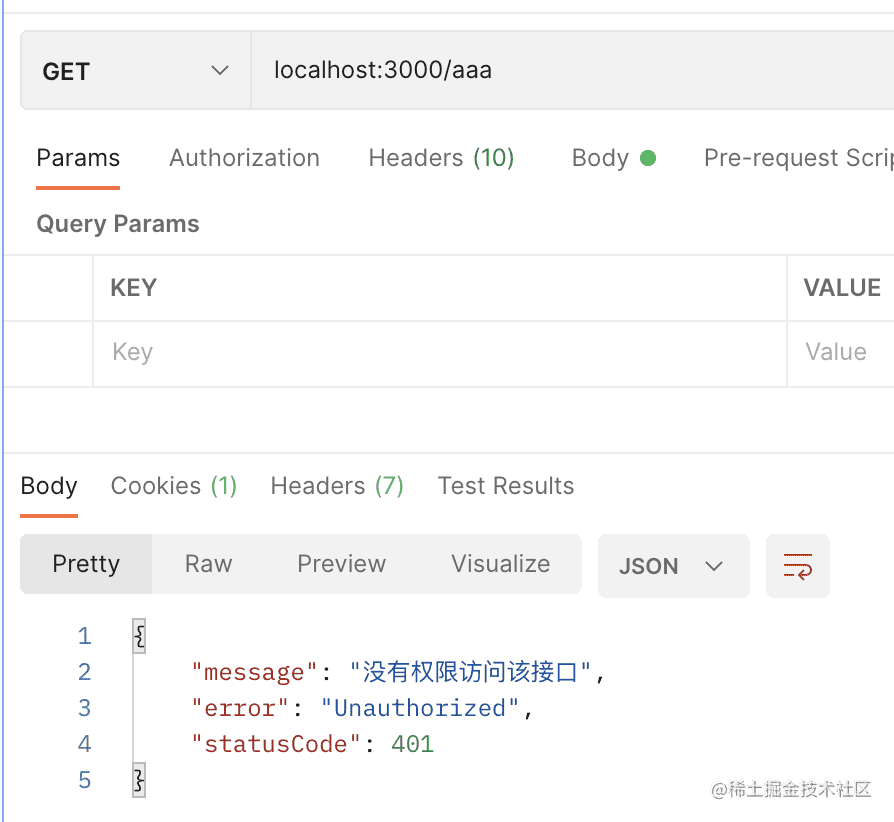 GET localhost:3000/aaa
Params Authorization Headers (10) Body Pre-request Scrip
Query Params
KEY VALUE
Key Value
Body Cookies (1) Headers (7) Test Results
Pretty Raw Preview Visualize JSON
1 {
2 "message": "没有权限访问该接口",
3 "error": "Unauthorized",
4 "statusCode": 401
5 }
@稀土掘金技术社区